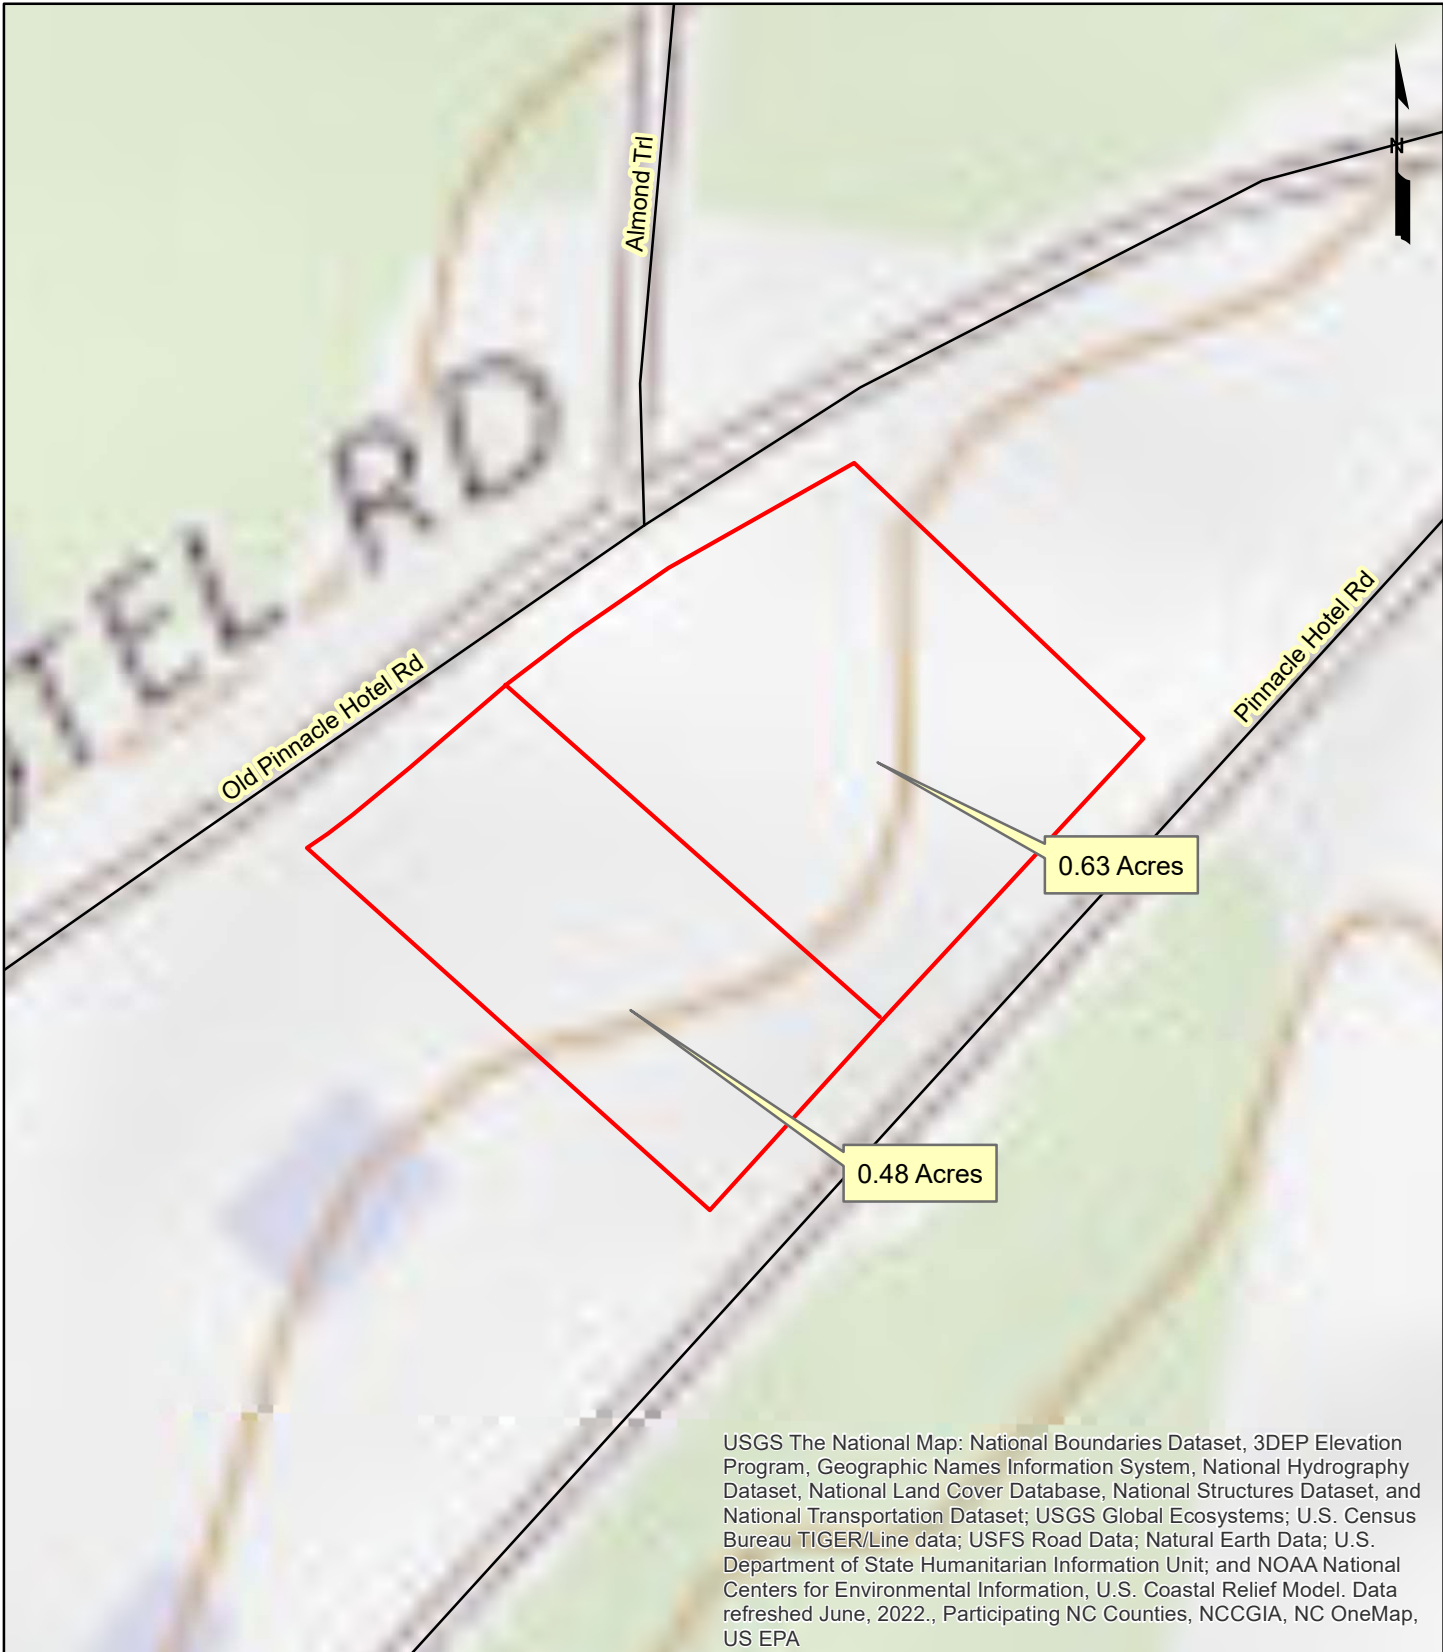 Almond Trl
N
TEL RD
Old Pinnacle Hotel Rd
Pinnacle Hotel Rd
0.63 Acres
0.48 Acres
USGS The National Map: National Boundaries Dataset, 3DEP Elevation
Program, Geographic Names Information System, National Hydrography
Dataset, National Land Cover Database, National Structures Dataset, and
National Transportation Dataset; USGS Global Ecosystems; U.S. Census
Bureau TIGER/Line data; USFS Road Data; Natural Earth Data; U.S.
Department of State Humanitarian Information Unit; and NOAA National
Centers for Environmental Information, U.S. Coastal Relief Model. Data
refreshed June, 2022., Participating NC Counties, NCCGIA, NC OneMap,
US EPA